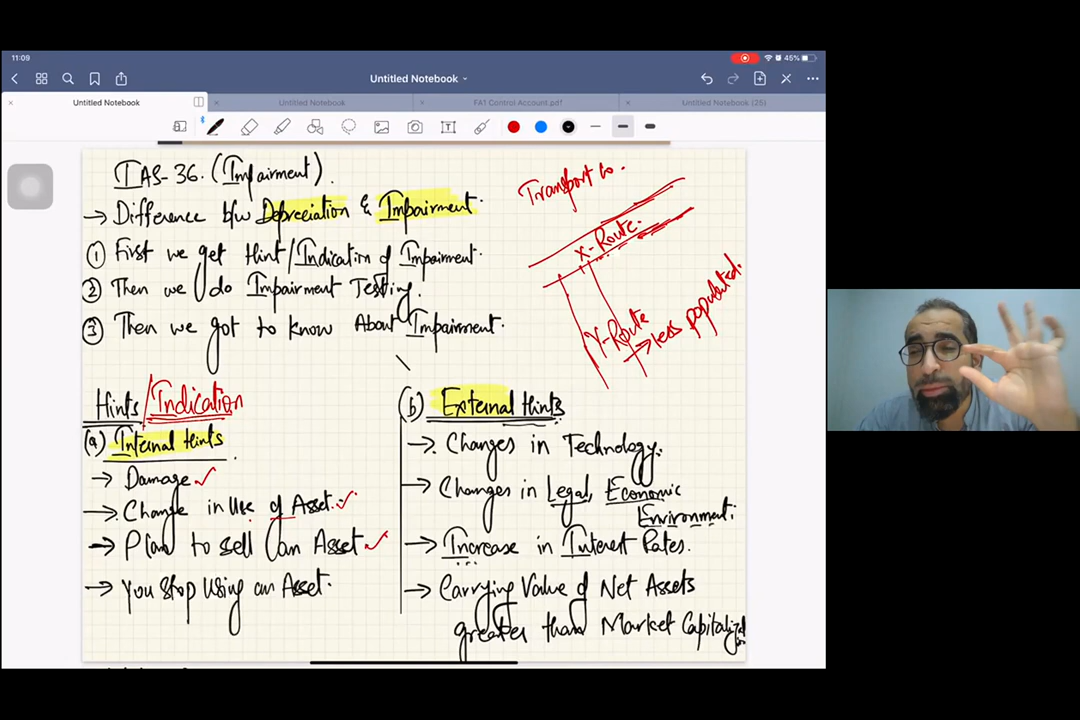 11:09
45%
Untitled Notebook
Untitled Notebook
Untitled Notebook
FA1 Control Account.pdf
Untitled Notebook (25)
IAS-36. (Impairment).
→ Difference b/w Depreciation & Impairment.
① First we get Hint/Indication of Impairment.
② Then we do Impairment Testing.
③ Then we got to know About Impairment.
Transport Co.
X-Route.
Y-Route
→ less populated.
Hints/Indication
(a) Internal Hints
→ Damage ✓
→ Change in Use of Asset. ✓
→ Plan to sell an Asset ✓
→ You Stop Using an Asset.
(b) External Hints
→ Changes in Technology.
→ Changes in Legal, Economic
Environment.
→ Increase in Interest Rates.
→ Carrying Value of Net Assets
greater than Market Capitalization